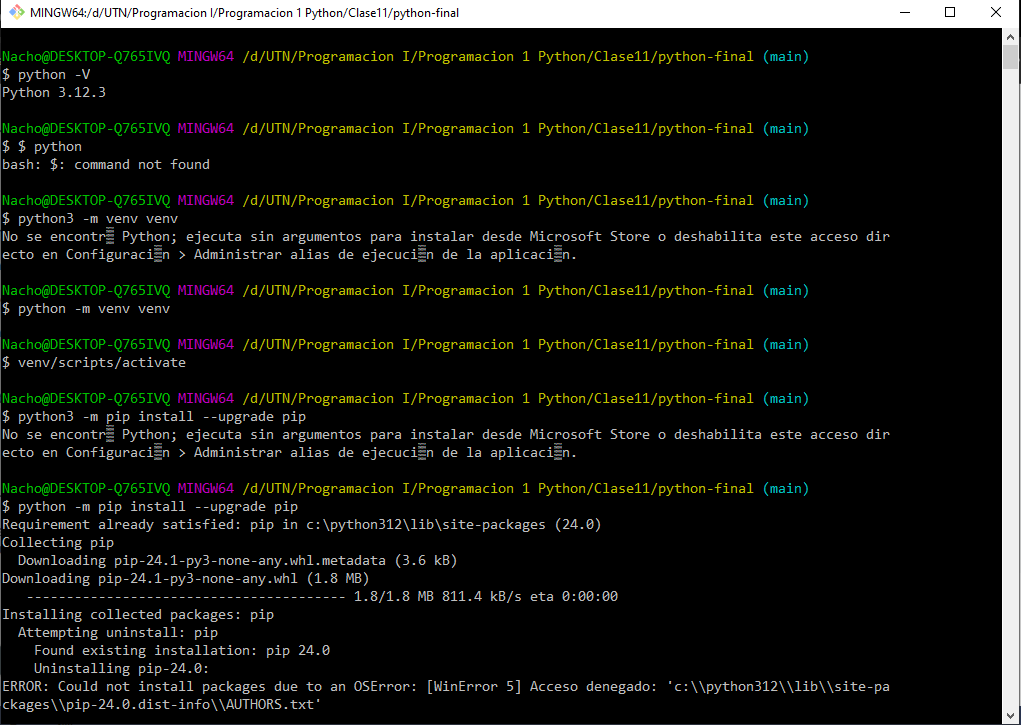 MINGW64:/d/UTN/Programacion I/Programacion 1 Python/Clase11/python-final
Nacho@DESKTOP-Q765IVQ MINGW64 /d/UTN/Programacion I/Programacion 1 Python/Clase11/python-final (main)
$ python -V
Python 3.12.3
Nacho@DESKTOP-Q765IVQ MINGW64 /d/UTN/Programacion I/Programacion 1 Python/Clase11/python-final (main)
$ $ python
bash: $: command not found
Nacho@DESKTOP-Q765IVQ MINGW64 /d/UTN/Programacion I/Programacion 1 Python/Clase11/python-final (main)
$ python3 -m venv venv
No se encontr▒ Python; ejecuta sin argumentos para instalar desde Microsoft Store o deshabilita este acceso dir
ecto en Configuraci▒n > Administrar alias de ejecuci▒n de la aplicaci▒n.
Nacho@DESKTOP-Q765IVQ MINGW64 /d/UTN/Programacion I/Programacion 1 Python/Clase11/python-final (main)
$ python -m venv venv
Nacho@DESKTOP-Q765IVQ MINGW64 /d/UTN/Programacion I/Programacion 1 Python/Clase11/python-final (main)
$ venv/scripts/activate
Nacho@DESKTOP-Q765IVQ MINGW64 /d/UTN/Programacion I/Programacion 1 Python/Clase11/python-final (main)
$ python3 -m pip install --upgrade pip
No se encontr▒ Python; ejecuta sin argumentos para instalar desde Microsoft Store o deshabilita este acceso dir
ecto en Configuraci▒n > Administrar alias de ejecuci▒n de la aplicaci▒n.
Nacho@DESKTOP-Q765IVQ MINGW64 /d/UTN/Programacion I/Programacion 1 Python/Clase11/python-final (main)
$ python -m pip install --upgrade pip
Requirement already satisfied: pip in c:\python312\lib\site-packages (24.0)
Collecting pip
  Downloading pip-24.1-py3-none-any.whl.metadata (3.6 kB)
Downloading pip-24.1-py3-none-any.whl (1.8 MB)
   ---------------------------------------- 1.8/1.8 MB 811.4 kB/s eta 0:00:00
Installing collected packages: pip
  Attempting uninstall: pip
    Found existing installation: pip 24.0
    Uninstalling pip-24.0:
ERROR: Could not install packages due to an OSError: [WinError 5] Acceso denegado: 'c:\\python312\\lib\\site-pa
ckages\\pip-24.0.dist-info\\AUTHORS.txt'